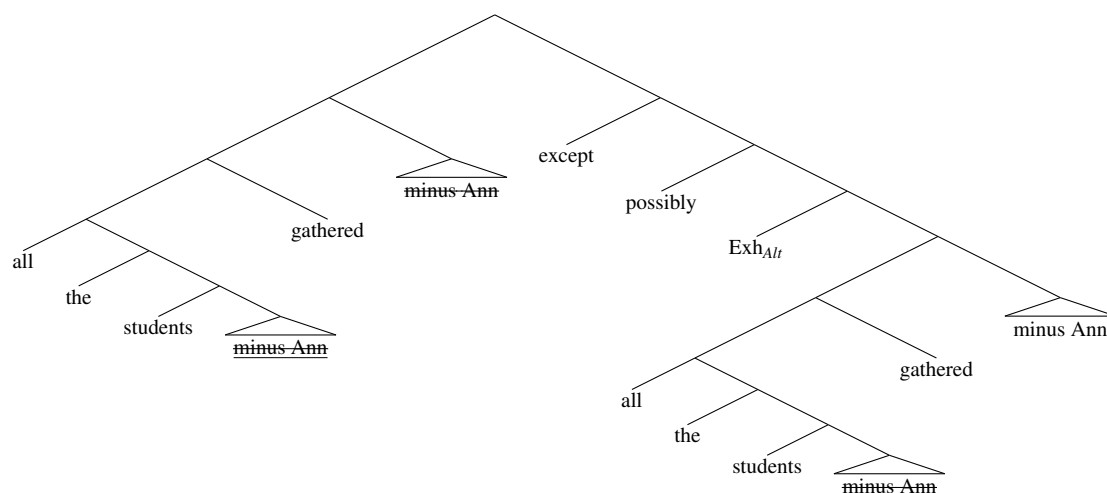 minus Ann
except
possibly
gathered
all
Exh_Alt
the
students
minus Ann
minus Ann
gathered
all
the
students
minus Ann